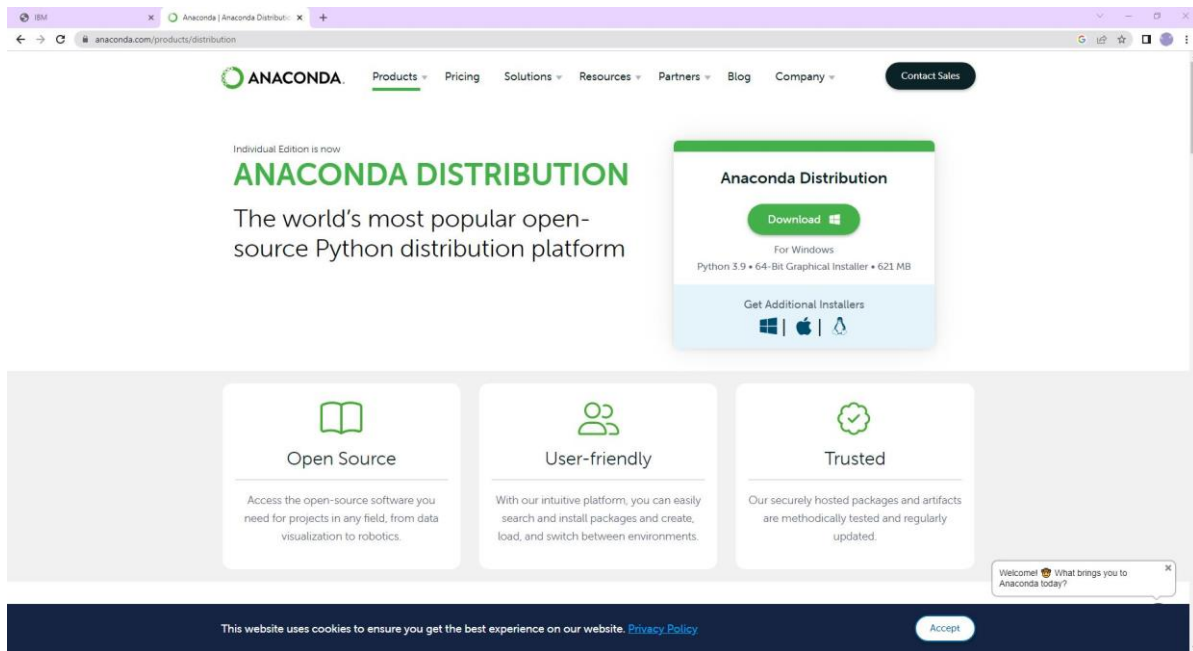 IBM
Anaconda | Anaconda Distributic
anaconda.com/products/distribution
ANACONDA.
Products
Pricing
Solutions
Resources
Partners
Blog
Company
Contact Sales
Individual Edition is now
ANACONDA DISTRIBUTION
The world's most popular open-
source Python distribution platform
Anaconda Distribution
Download
For Windows
Python 3.9 • 64-Bit Graphical Installer • 621 MB
Get Additional Installers
Open Source
Access the open-source software you
need for projects in any field, from data
visualization to robotics.
User-friendly
With our intuitive platform, you can easily
search and install packages and create,
load, and switch between environments.
Trusted
Our securely hosted packages and artifacts
are methodically tested and regularly
updated.
Welcome! What brings you to
Anaconda today?
This website uses cookies to ensure you get the best experience on our website. Privacy Policy
Accept